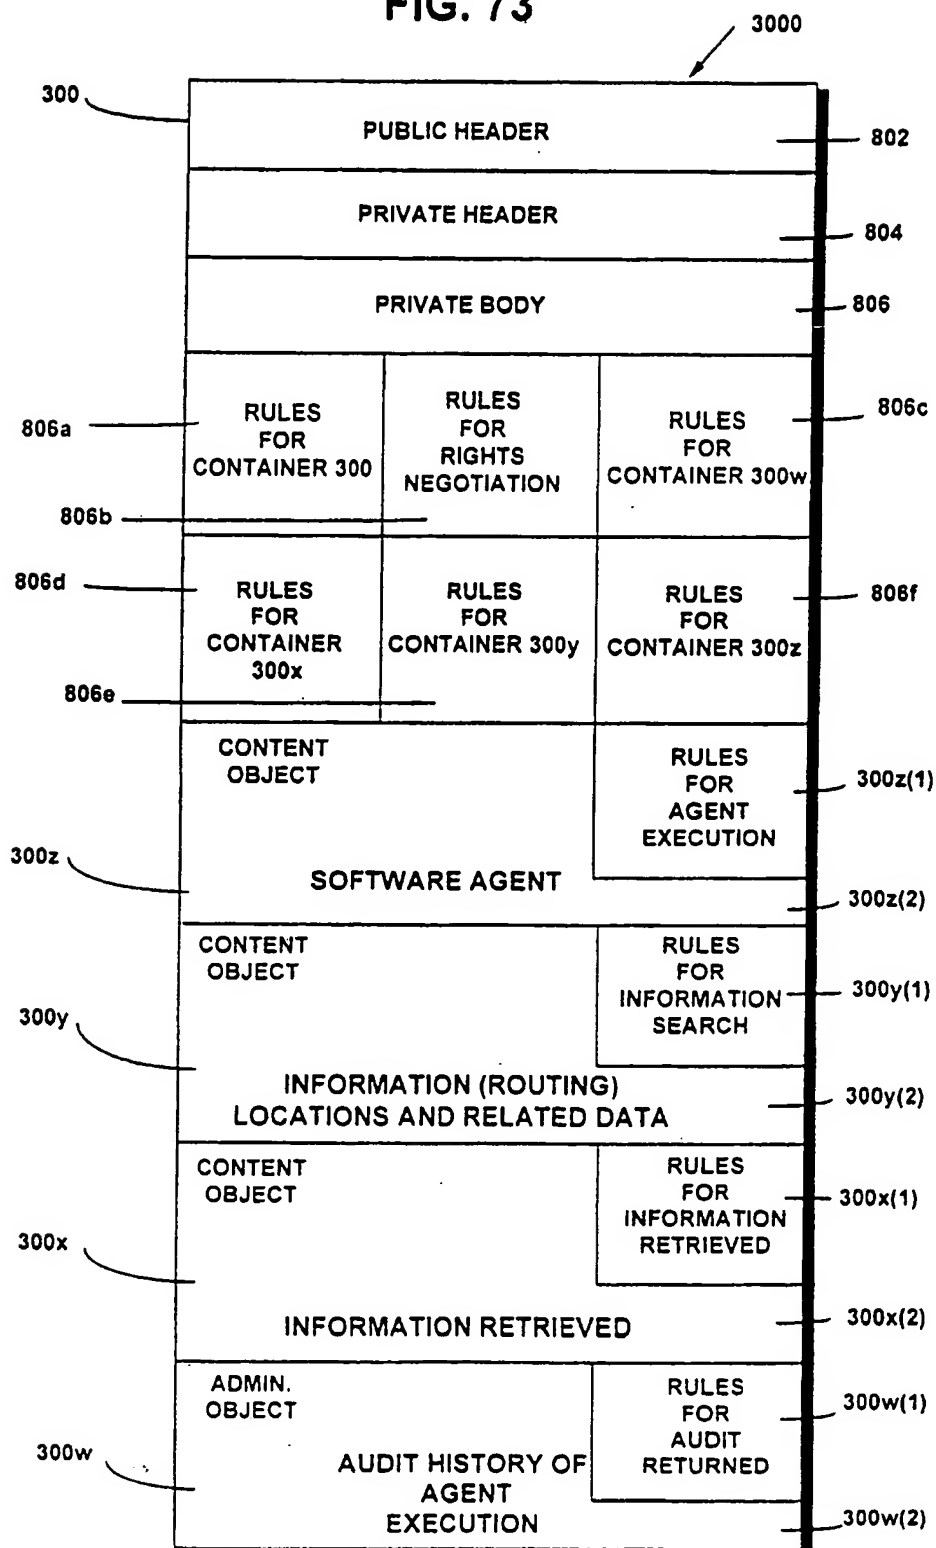 FIG. 73
3000
300
PUBLIC HEADER
802
PRIVATE HEADER
804
PRIVATE BODY
806
806a
RULES
FOR
CONTAINER 300
RULES
FOR
RIGHTS
NEGOTIATION
RULES
FOR
CONTAINER 300w
806c
806b
806d
RULES
FOR
CONTAINER
300x
RULES
FOR
CONTAINER 300y
RULES
FOR
CONTAINER 300z
806f
806e
CONTENT
OBJECT
RULES
FOR
AGENT
EXECUTION
300z(1)
300z
SOFTWARE AGENT
300z(2)
CONTENT
OBJECT
RULES
FOR
INFORMATION
SEARCH
300y(1)
300y
INFORMATION (ROUTING)
LOCATIONS AND RELATED DATA
300y(2)
CONTENT
OBJECT
RULES
FOR
INFORMATION
RETRIEVED
300x(1)
300x
INFORMATION RETRIEVED
300x(2)
ADMIN.
OBJECT
RULES
FOR
AUDIT
RETURNED
300w(1)
300w
AUDIT HISTORY OF
AGENT
EXECUTION
300w(2)